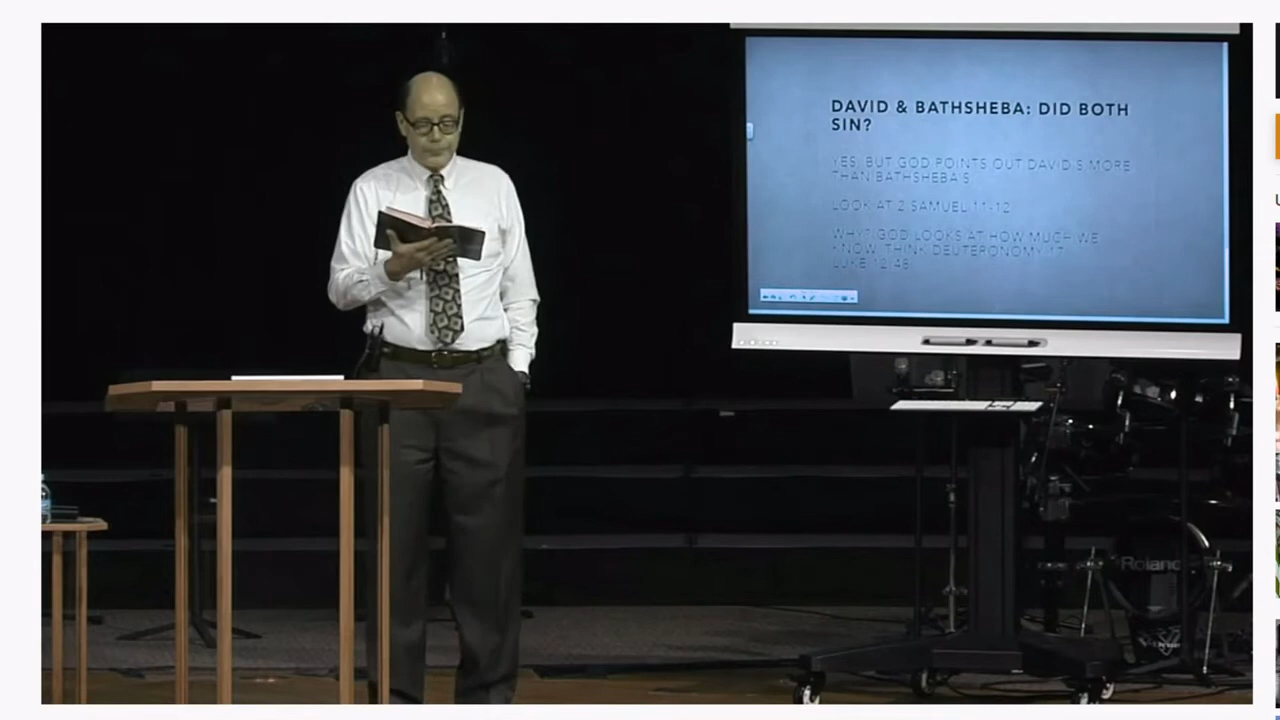 DAVID & BATHSHEBA: DID BOTH
SIN?
YES, BUT GOD POINTS OUT DAVID'S MORE
THAN BATHSHEBA'S
LOOK AT 2 SAMUEL 11-12
WHY? GOD LOOKS AT HOW MUCH WE
KNOW. THINK DEUTERONOMY 17
LUKE 12:48
Roland